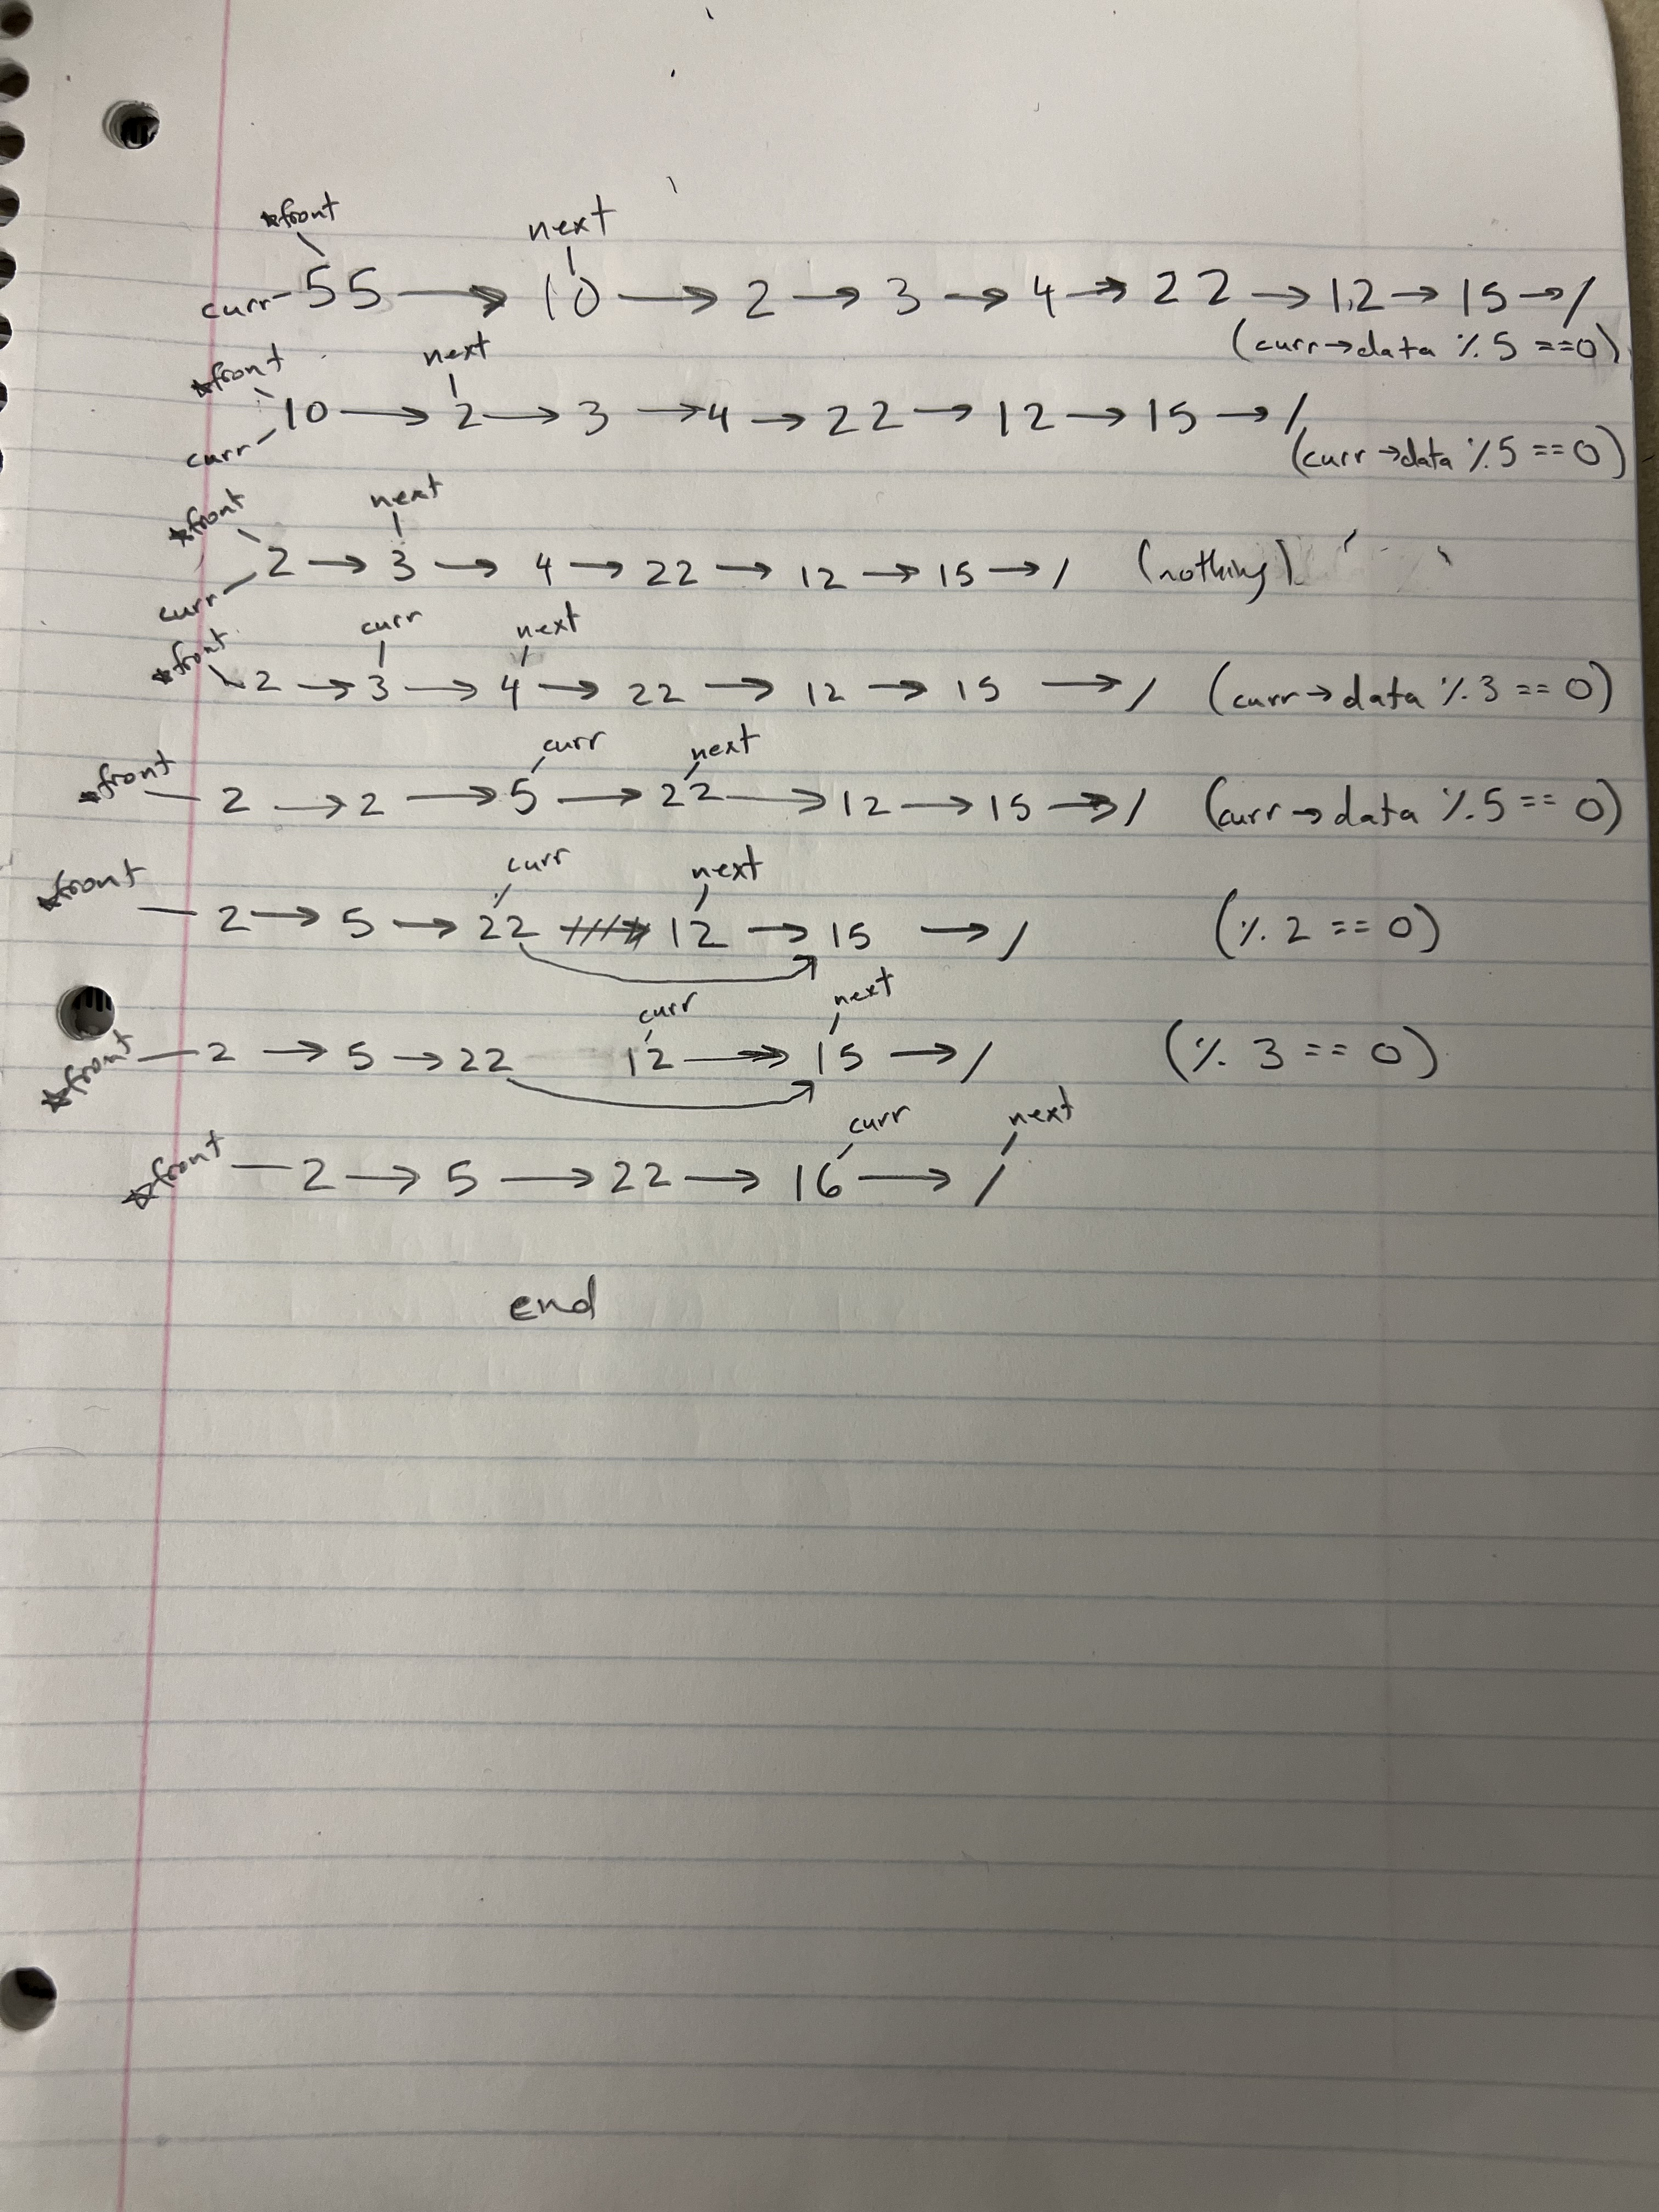 *front
next
curr - 55 → 10 → 2 → 3 → 4 → 22 → 12 → 15 → /
(curr→data % 5 ==0)
*front
next
10 → 2 → 3 → 4 → 22 → 12 → 15 → /
curr
(curr→data % 5 == 0)
*front
next
2 → 3 → 4 → 22 → 12 → 15 → / (nothing)
curr
curr next
*front 2 → 3 → 4 → 22 → 12 → 15 → / (curr→data % 3 == 0)
curr next
*front — 2 → 2 → 5 → 22 → 12 → 15 → / (curr→data % 5 == 0)
curr next
*front — 2 → 5 → 22 → 12 → 15 → / (% 2 == 0)
curr next
*front — 2 → 5 → 22 12 → 15 → / (% 3 == 0)
curr next
*front — 2 → 5 → 22 → 16 → /
end